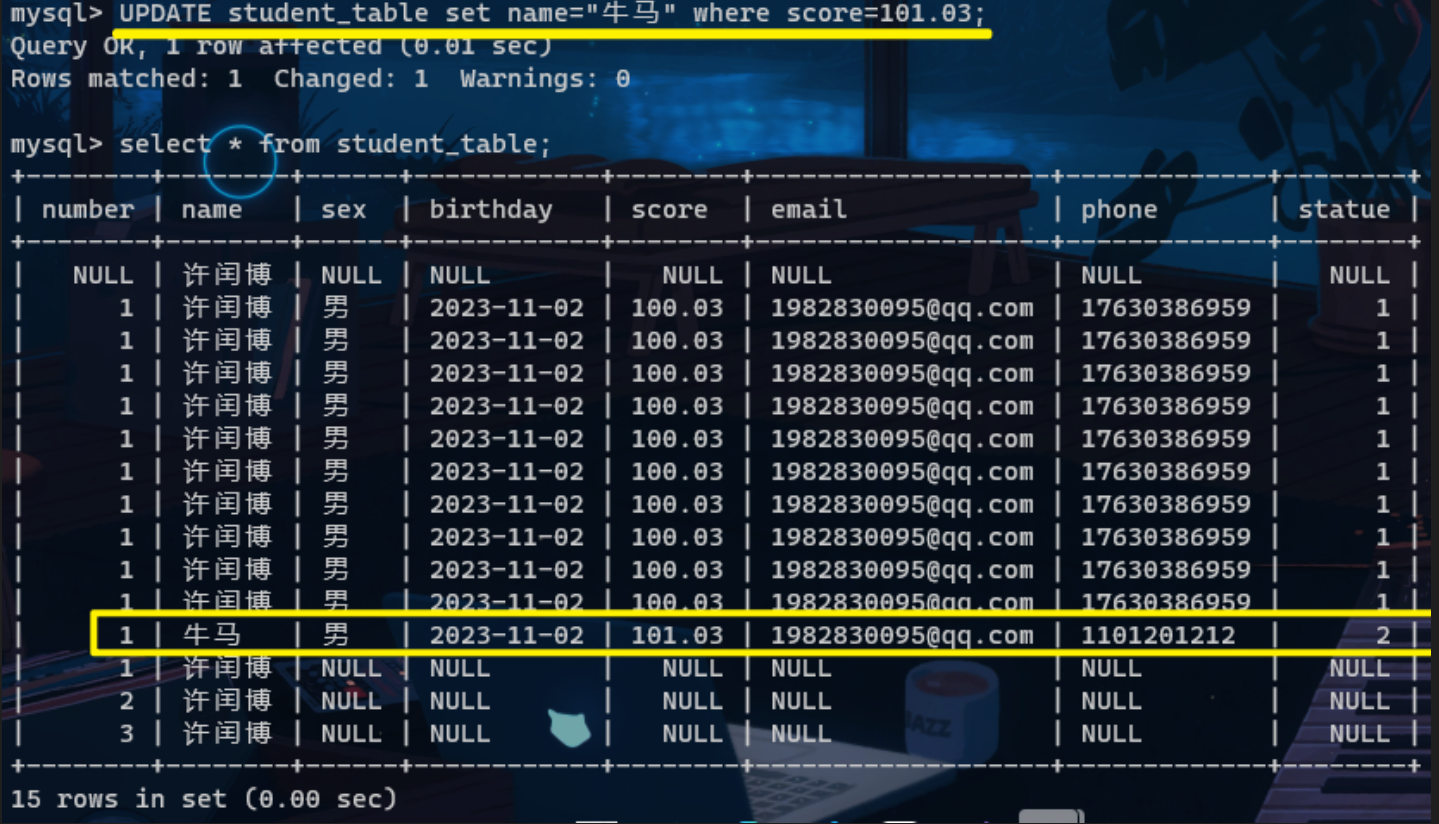 mysql> UPDATE student_table set name="牛马" where score=101.03;
Query OK, 1 row affected (0.01 sec)
Rows matched: 1  Changed: 1  Warnings: 0
mysql> select * from student_table;
+--------+--------+------+------------+--------+-------------------+-------------+--------+
| number | name | sex | birthday | score | email | phone | statue |
+--------+--------+------+------------+--------+-------------------+-------------+--------+
| NULL | 许闰博 | NULL | NULL | NULL | NULL | NULL | NULL |
| 1 | 许闰博 | 男 | 2023-11-02 | 100.03 | 1982830095@qq.com | 17630386959 | 1 |
| 1 | 许闰博 | 男 | 2023-11-02 | 100.03 | 1982830095@qq.com | 17630386959 | 1 |
| 1 | 许闰博 | 男 | 2023-11-02 | 100.03 | 1982830095@qq.com | 17630386959 | 1 |
| 1 | 许闰博 | 男 | 2023-11-02 | 100.03 | 1982830095@qq.com | 17630386959 | 1 |
| 1 | 许闰博 | 男 | 2023-11-02 | 100.03 | 1982830095@qq.com | 17630386959 | 1 |
| 1 | 许闰博 | 男 | 2023-11-02 | 100.03 | 1982830095@qq.com | 17630386959 | 1 |
| 1 | 许闰博 | 男 | 2023-11-02 | 100.03 | 1982830095@qq.com | 17630386959 | 1 |
| 1 | 许闰博 | 男 | 2023-11-02 | 100.03 | 1982830095@qq.com | 17630386959 | 1 |
| 1 | 许闰博 | 男 | 2023-11-02 | 100.03 | 1982830095@qq.com | 17630386959 | 1 |
| 1 | 许闰博 | 男 | 2023-11-02 | 100.03 | 1982830095@qq.com | 17630386959 | 1 |
| 1 | 牛马 | 男 | 2023-11-02 | 101.03 | 1982830095@qq.com | 1101201212 | 2 |
| 1 | 许闰博 | NULL | NULL | NULL | NULL | NULL | NULL |
| 2 | 许闰博 | NULL | NULL | NULL | NULL | NULL | NULL |
| 3 | 许闰博 | NULL | NULL | NULL | NULL | NULL | NULL |
+--------+--------+------+------------+--------+-------------------+-------------+--------+
15 rows in set (0.00 sec)
JAZZ